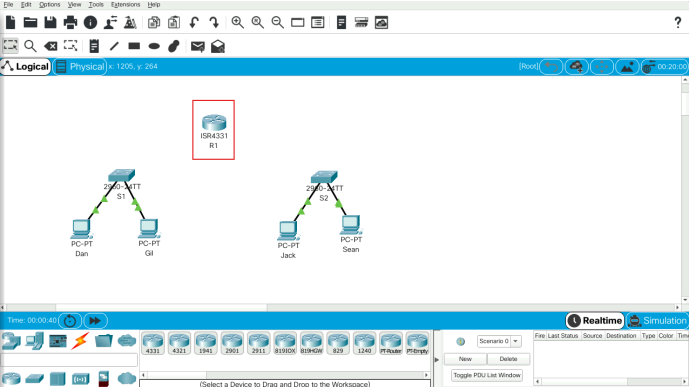 File Edit Options View Tools Extensions Help
?
Logical Physical x: 1205, y: 264 [Root] 00:20:00
ISR4331
R1
2960-24TT
S1
2960-24TT
S2
PC-PT
Dan
PC-PT
Gil
PC-PT
Jack
PC-PT
Sean
Time: 00:00:40 Realtime Simulation
4331 4321 1941 2901 2911 819IOX 819HGW 829 1240 PT-Router PT-Empty
Scenario 0
New Delete
Toggle PDU List Window
Fire Last Status Source Destination Type Color Time
(Select a Device to Drag and Drop to the Workspace)